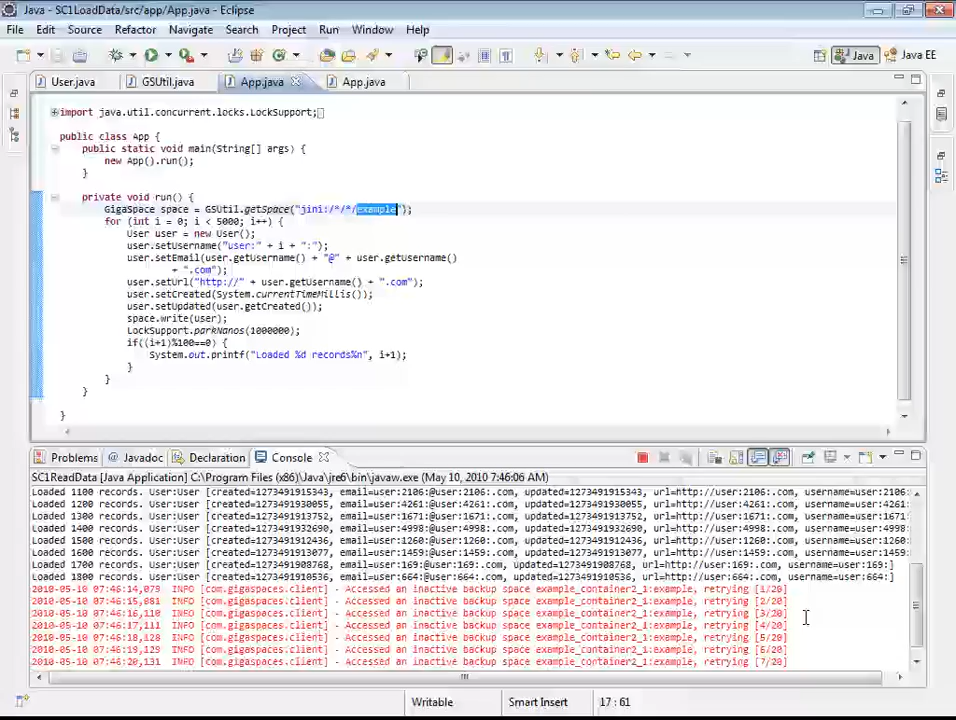 Java - SC1LoadData/src/app/App.java - Eclipse
File Edit Source Refactor Navigate Search Project Run Window Help
Java Java EE
User.java GSUtil.java App.java App.java
import java.util.concurrent.locks.LockSupport;
public class App {
public static void main(String[] args) {
new App().run();
}
private void run() {
GigaSpace space = GSUtil.getSpace("jini:/*/*/example");
for (int i = 0; i < 5000; i++) {
User user = new User();
user.setUsername("user:" + i + ":");
user.setEmail(user.getUsername() + "@" + user.getUsername()
+ ".com");
user.setUrl("http://" + user.getUsername() + ".com");
user.setCreated(System.currentTimeMillis());
user.setUpdated(user.getCreated());
space.write(user);
LockSupport.parkNanos(1000000);
if((i+1)%100==0) {
System.out.printf("Loaded %d records%n", i+1);
}
}
}
}
Problems Javadoc Declaration Console
SC1ReadData [Java Application] C:\Program Files (x86)\Java\jre6\bin\javaw.exe (May 10, 2010 7:46:06 AM)
Loaded 1100 records. User:User [created=1273491915343, email=user:2106:@user:2106:.com, updated=1273491915343, url=http://user:2106:.com, username=user:2106:
Loaded 1200 records. User:User [created=1273491930055, email=user:4261:@user:4261:.com, updated=1273491930055, url=http://user:4261:.com, username=user:4261:
Loaded 1300 records. User:User [created=1273491913752, email=user:1671:@user:1671:.com, updated=1273491913752, url=http://user:1671:.com, username=user:1671:
Loaded 1400 records. User:User [created=1273491932690, email=user:4998:@user:4998:.com, updated=1273491932690, url=http://user:4998:.com, username=user:4998:
Loaded 1500 records. User:User [created=1273491912436, email=user:1260:@user:1260:.com, updated=1273491912436, url=http://user:1260:.com, username=user:1260:
Loaded 1600 records. User:User [created=1273491913077, email=user:1459:@user:1459:.com, updated=1273491913077, url=http://user:1459:.com, username=user:1459:
Loaded 1700 records. User:User [created=1273491908768, email=user:169:@user:169:.com, updated=1273491908768, url=http://user:169:.com, username=user:169:]
Loaded 1800 records. User:User [created=1273491910536, email=user:664:@user:664:.com, updated=1273491910536, url=http://user:664:.com, username=user:664:]
2010-05-10 07:46:14,079 INFO [com.gigaspaces.client] - Accessed an inactive backup space example_container2_1:example, retrying [1/20]
2010-05-10 07:46:15,081 INFO [com.gigaspaces.client] - Accessed an inactive backup space example_container2_1:example, retrying [2/20]
2010-05-10 07:46:16,110 INFO [com.gigaspaces.client] - Accessed an inactive backup space example_container2_1:example, retrying [3/20]
2010-05-10 07:46:17,111 INFO [com.gigaspaces.client] - Accessed an inactive backup space example_container2_1:example, retrying [4/20]
2010-05-10 07:46:18,128 INFO [com.gigaspaces.client] - Accessed an inactive backup space example_container2_1:example, retrying [5/20]
2010-05-10 07:46:19,129 INFO [com.gigaspaces.client] - Accessed an inactive backup space example_container2_1:example, retrying [6/20]
2010-05-10 07:46:20,131 INFO [com.gigaspaces.client] - Accessed an inactive backup space example_container2_1:example, retrying [7/20]
Writable Smart Insert 17 : 61